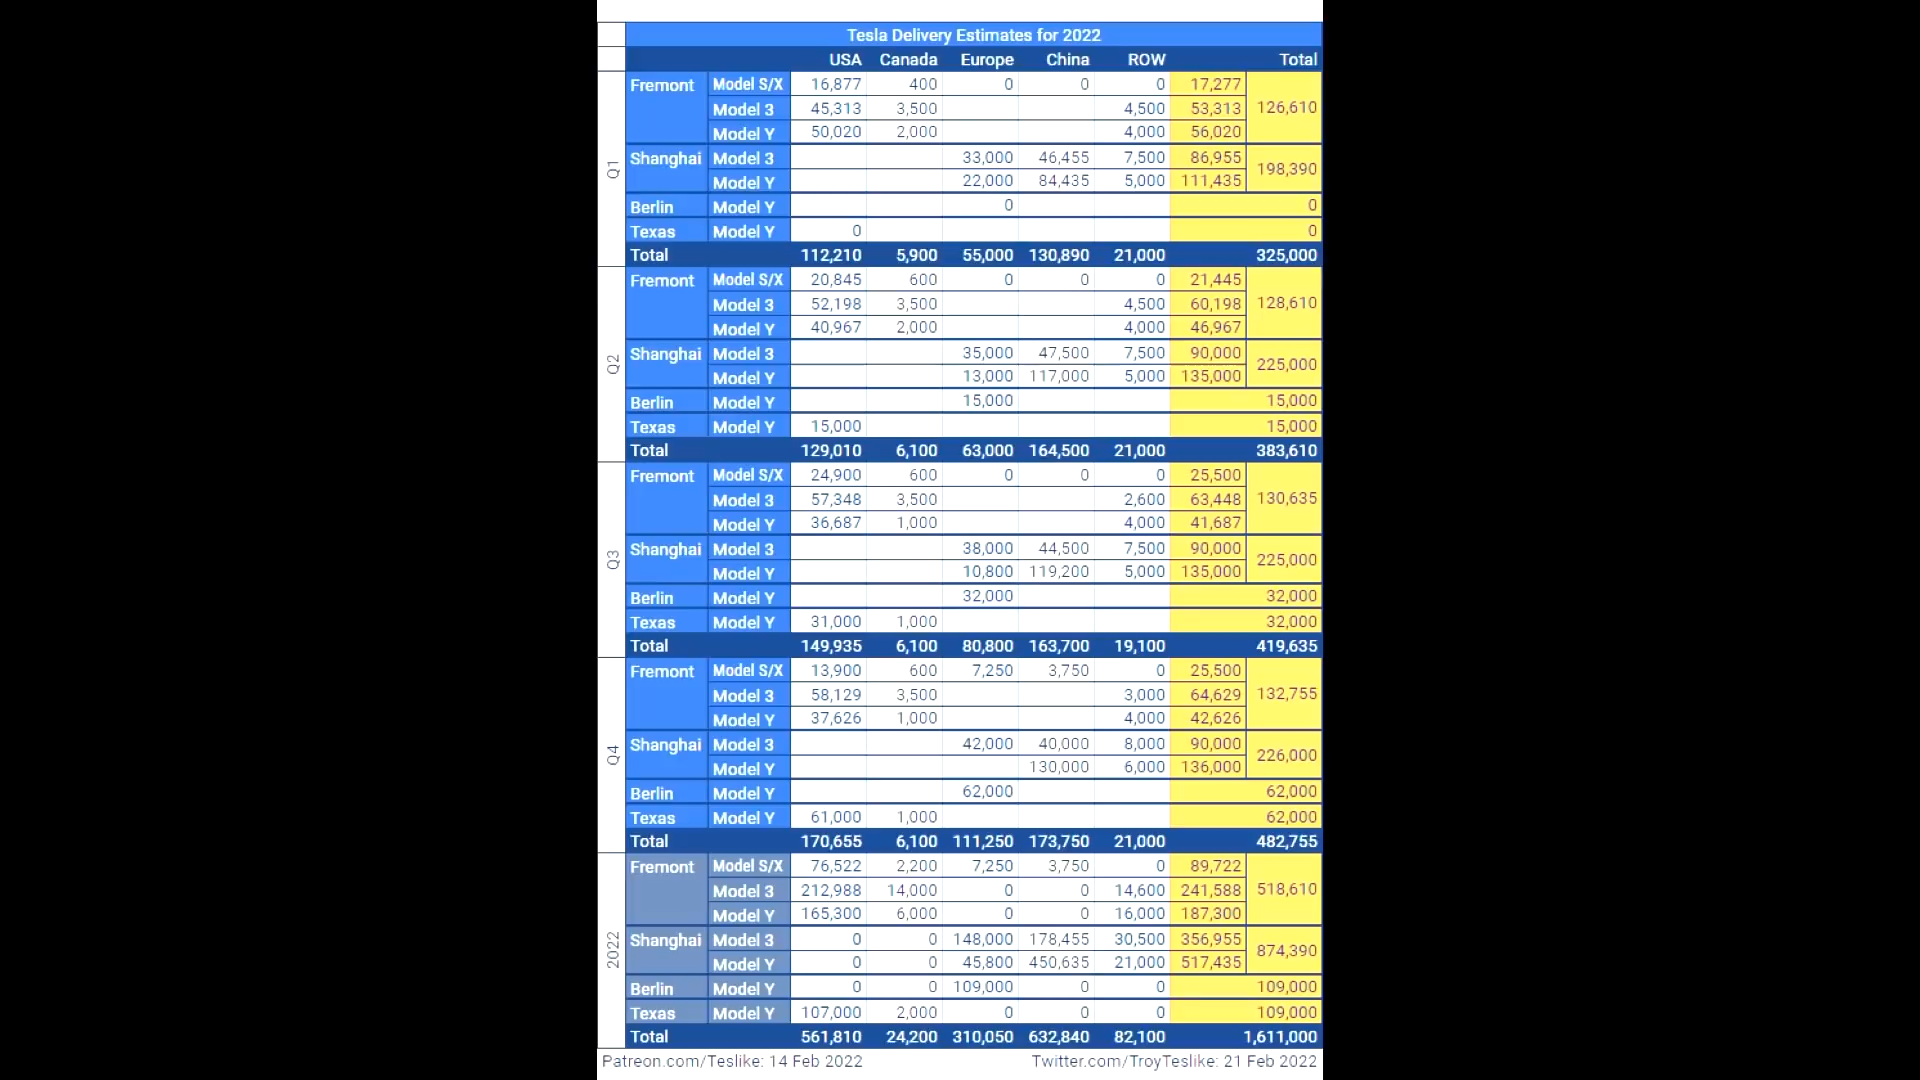 Tesla Delivery Estimates for 2022
USA Canada Europe China ROW Total
Q1
Fremont Model S/X 16,877 400 0 0 0 17,277 126,610
Model 3 45,313 3,500 4,500 53,313
Model Y 50,020 2,000 4,000 56,020
Shanghai Model 3 33,000 46,455 7,500 86,955 198,390
Model Y 22,000 84,435 5,000 111,435
Berlin Model Y 0 0
Texas Model Y 0 0
Total 112,210 5,900 55,000 130,890 21,000 325,000
Q2
Fremont Model S/X 20,845 600 0 0 0 21,445 128,610
Model 3 52,198 3,500 4,500 60,198
Model Y 40,967 2,000 4,000 46,967
Shanghai Model 3 35,000 47,500 7,500 90,000 225,000
Model Y 13,000 117,000 5,000 135,000
Berlin Model Y 15,000 15,000
Texas Model Y 15,000 15,000
Total 129,010 6,100 63,000 164,500 21,000 383,610
Q3
Fremont Model S/X 24,900 600 0 0 0 25,500 130,635
Model 3 57,348 3,500 2,600 63,448
Model Y 36,687 1,000 4,000 41,687
Shanghai Model 3 38,000 44,500 7,500 90,000 225,000
Model Y 10,800 119,200 5,000 135,000
Berlin Model Y 32,000 32,000
Texas Model Y 31,000 1,000 32,000
Total 149,935 6,100 80,800 163,700 19,100 419,635
Q4
Fremont Model S/X 13,900 600 7,250 3,750 0 25,500 132,755
Model 3 58,129 3,500 3,000 64,629
Model Y 37,626 1,000 4,000 42,626
Shanghai Model 3 42,000 40,000 8,000 90,000 226,000
Model Y 130,000 6,000 136,000
Berlin Model Y 62,000 62,000
Texas Model Y 61,000 1,000 62,000
Total 170,655 6,100 111,250 173,750 21,000 482,755
2022
Fremont Model S/X 76,522 2,200 7,250 3,750 0 89,722 518,610
Model 3 212,988 14,000 0 0 14,600 241,588
Model Y 165,300 6,000 0 0 16,000 187,300
Shanghai Model 3 0 0 148,000 178,455 30,500 356,955 874,390
Model Y 0 0 45,800 450,635 21,000 517,435
Berlin Model Y 0 0 109,000 0 0 109,000
Texas Model Y 107,000 2,000 0 0 0 109,000
Total 561,810 24,200 310,050 632,840 82,100 1,611,000
Patreon.com/Teslike: 14 Feb 2022 Twitter.com/TroyTeslike: 21 Feb 2022